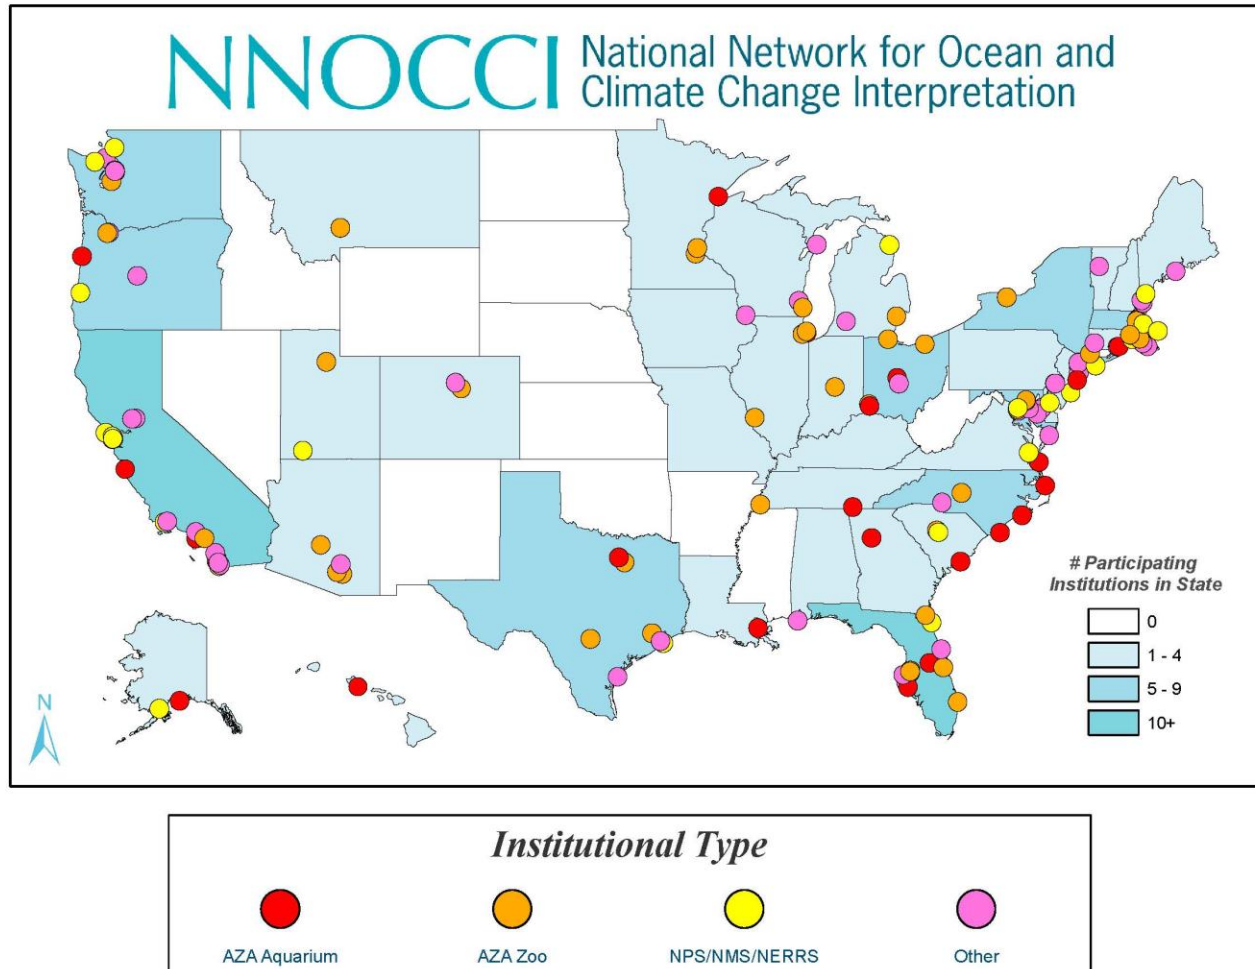 NNOCCI
National Network for Ocean and
Climate Change Interpretation
# Participating
Institutions in State
0
1 - 4
5 - 9
10+
N
Institutional Type
AZA Aquarium
AZA Zoo
NPS/NMS/NERRS
Other